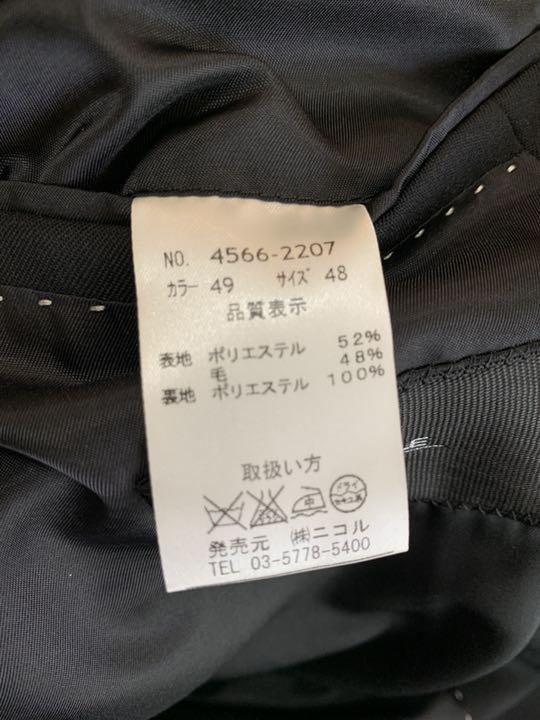 NO. 4566-2207
カラー 49 サイズ 48
品質表示
表地 ポリエステル 52%
毛 48%
裏地 ポリエステル 100%
取扱い方
中 ドライ
発売元 (株)ニコル
TEL 03-5778-5400